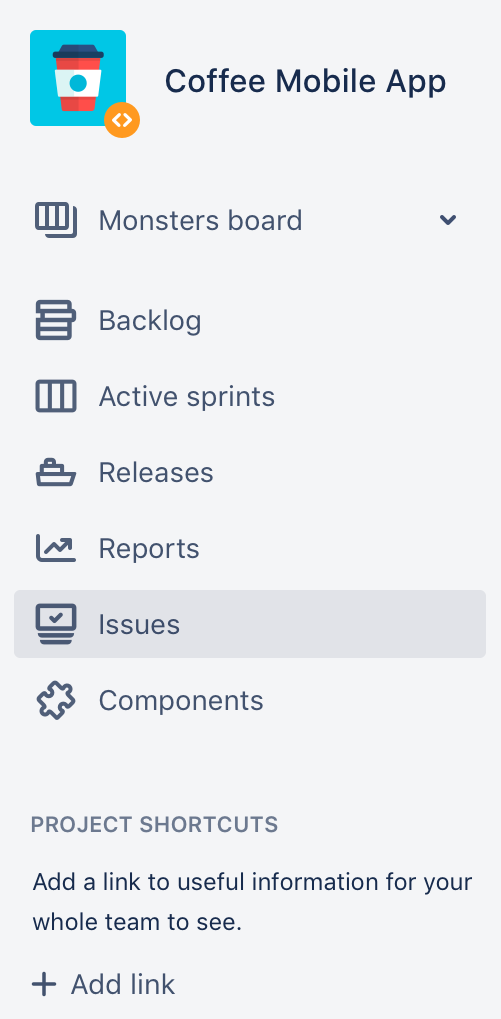 Coffee Mobile App
Monsters board
Backlog
Active sprints
Releases
Reports
Issues
Components
PROJECT SHORTCUTS
Add a link to useful information for your
whole team to see.
Add link